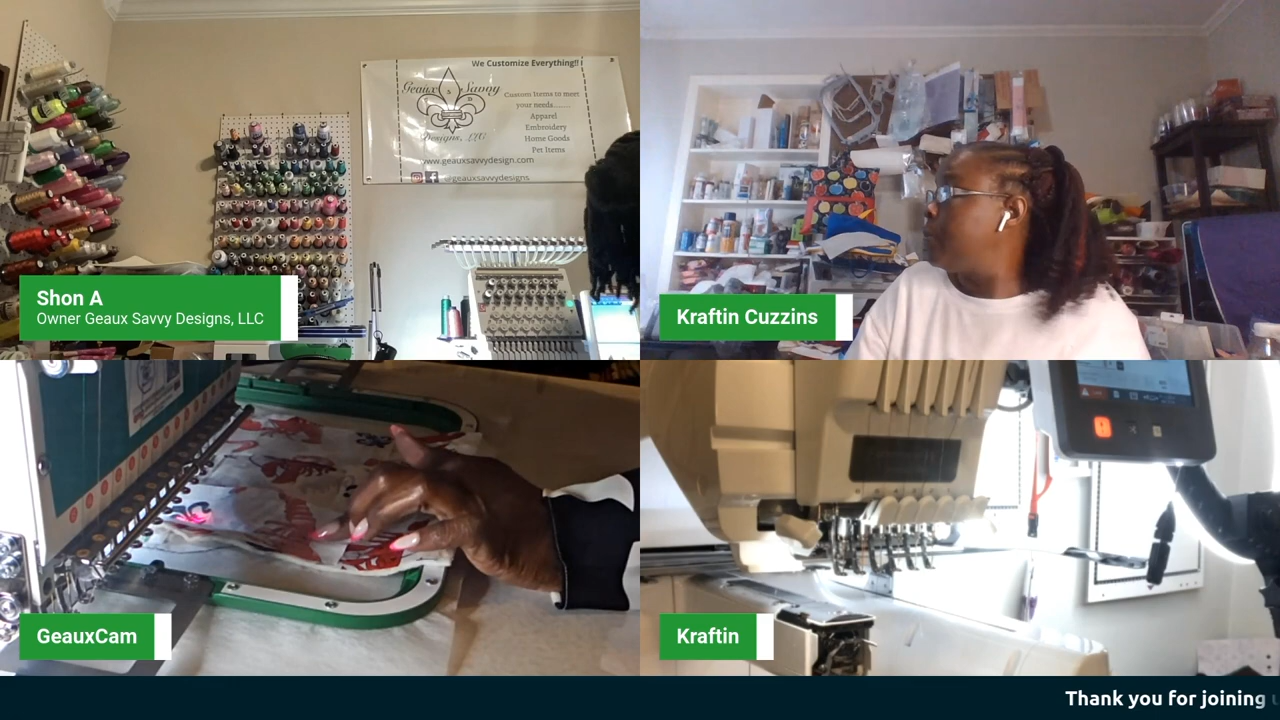 We Customize Everything!!
Geaux Savvy
Designs, LLC
Custom Items to meet
your needs.........
Apparel
Embroidery
Home Goods
Pet Items
www.geauxsavvydesign.com
@geauxsavvydesigns
Shon A
Owner Geaux Savvy Designs, LLC
Kraftin Cuzzins
GeauxCam
Kraftin
Thank you for joining